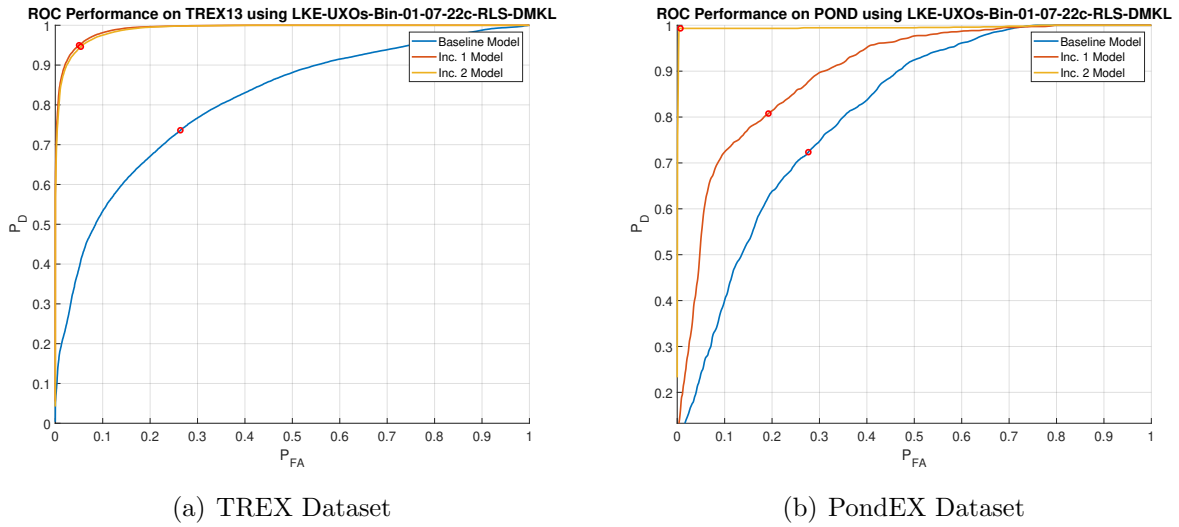 ROC Performance on TREX13 using LKE-UXOs-Bin-01-07-22c-RLS-DMKL
1
0.9
0.8
0.7
0.6
0.5
0.4
0.3
0.2
0.1
0
P_D
Baseline Model
Inc. 1 Model
Inc. 2 Model
0 0.1 0.2 0.3 0.4 0.5 0.6 0.7 0.8 0.9 1
P_FA
(a) TREX Dataset
ROC Performance on POND using LKE-UXOs-Bin-01-07-22c-RLS-DMKL
1
0.9
0.8
0.7
0.6
0.5
0.4
0.3
0.2
P_D
Baseline Model
Inc. 1 Model
Inc. 2 Model
0 0.1 0.2 0.3 0.4 0.5 0.6 0.7 0.8 0.9 1
P_FA
(b) PondEX Dataset